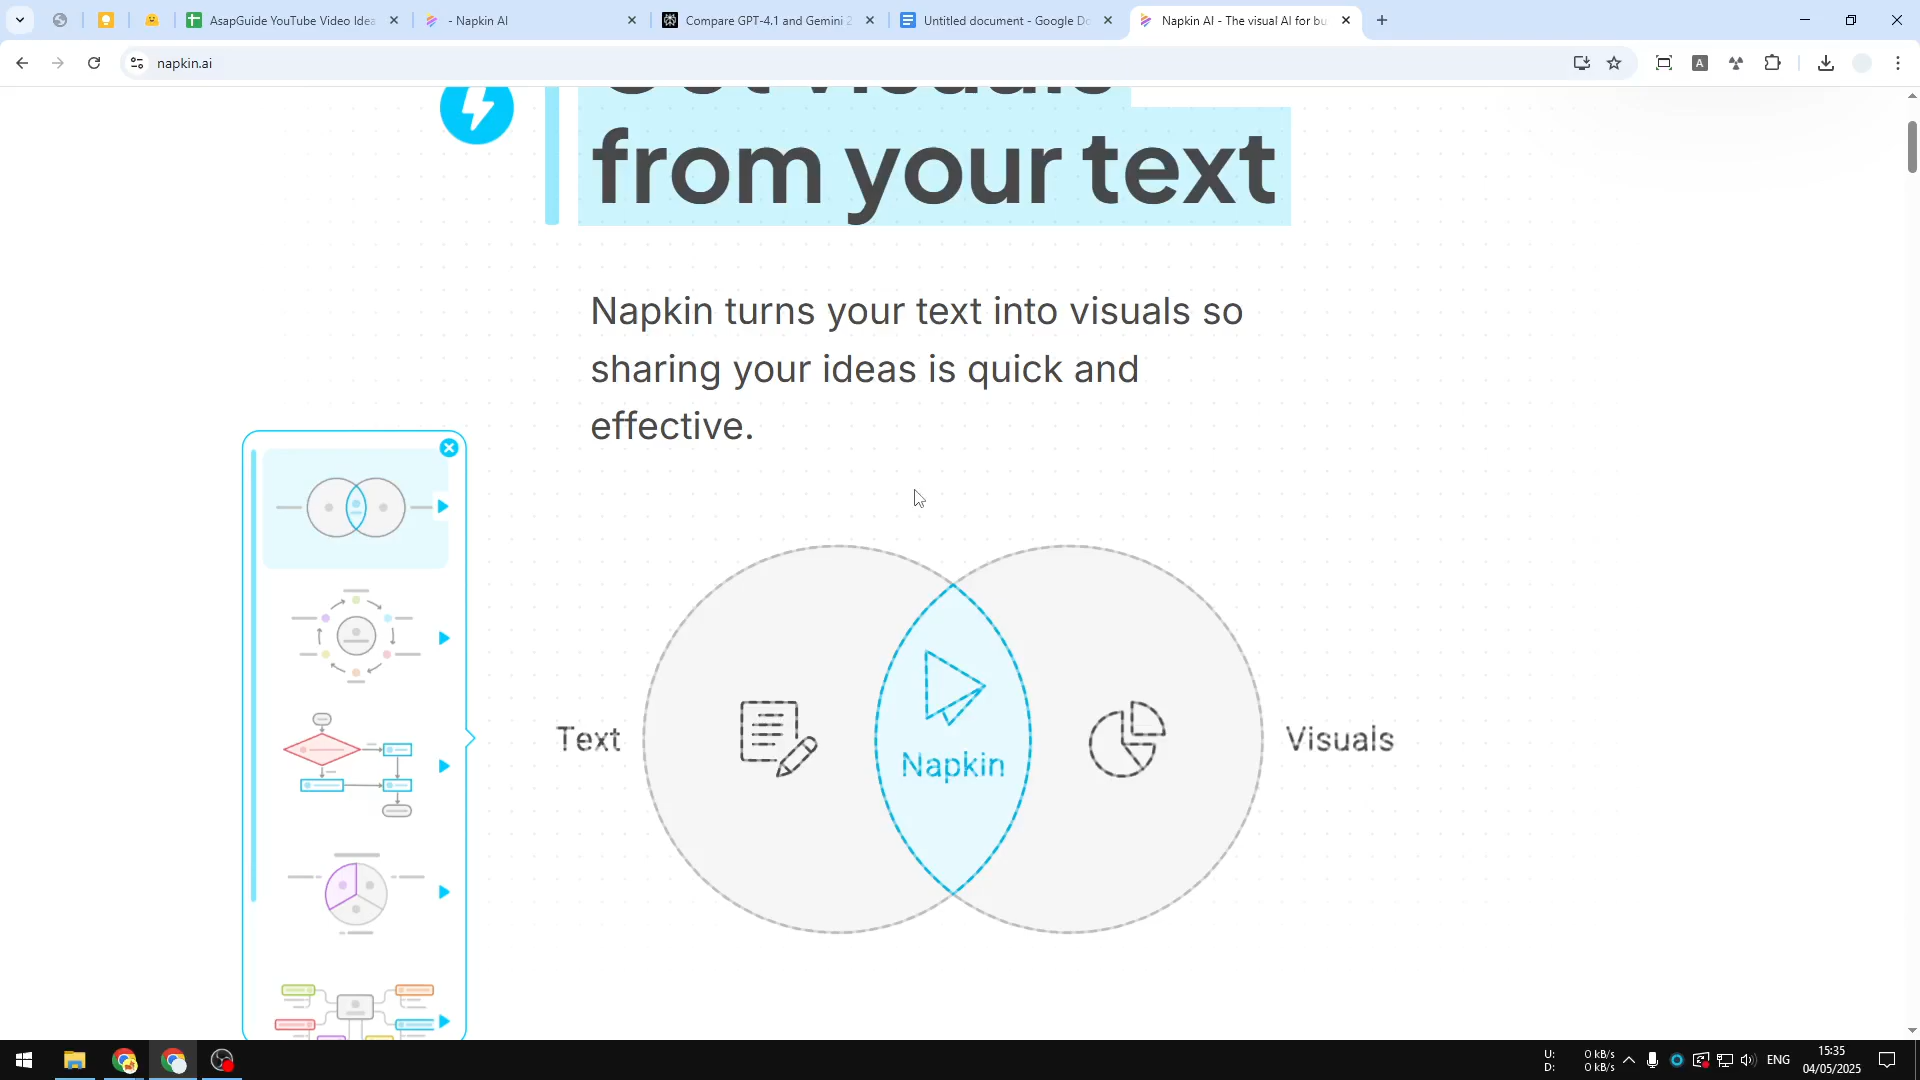 AsapGuide YouTube Video Idea
- Napkin AI
Compare GPT-4.1 and Gemini 2
Untitled document - Google Do
Napkin AI - The visual AI for bu
napkin.ai
A
Get visuals
from your text
Napkin turns your text into visuals so
sharing your ideas is quick and
effective.
Text
Napkin
Visuals
U: 0 kB/s
D: 0 kB/s
ENG
15:35
04/05/2025